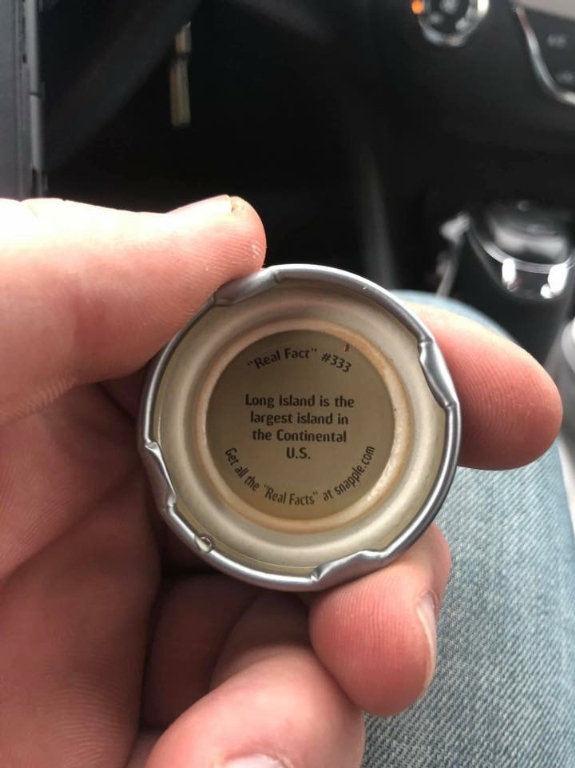 "Real Fact" #333
Long Island is the
largest island in
the Continental
U.S.
Get all the "Real Facts" at snapple.com